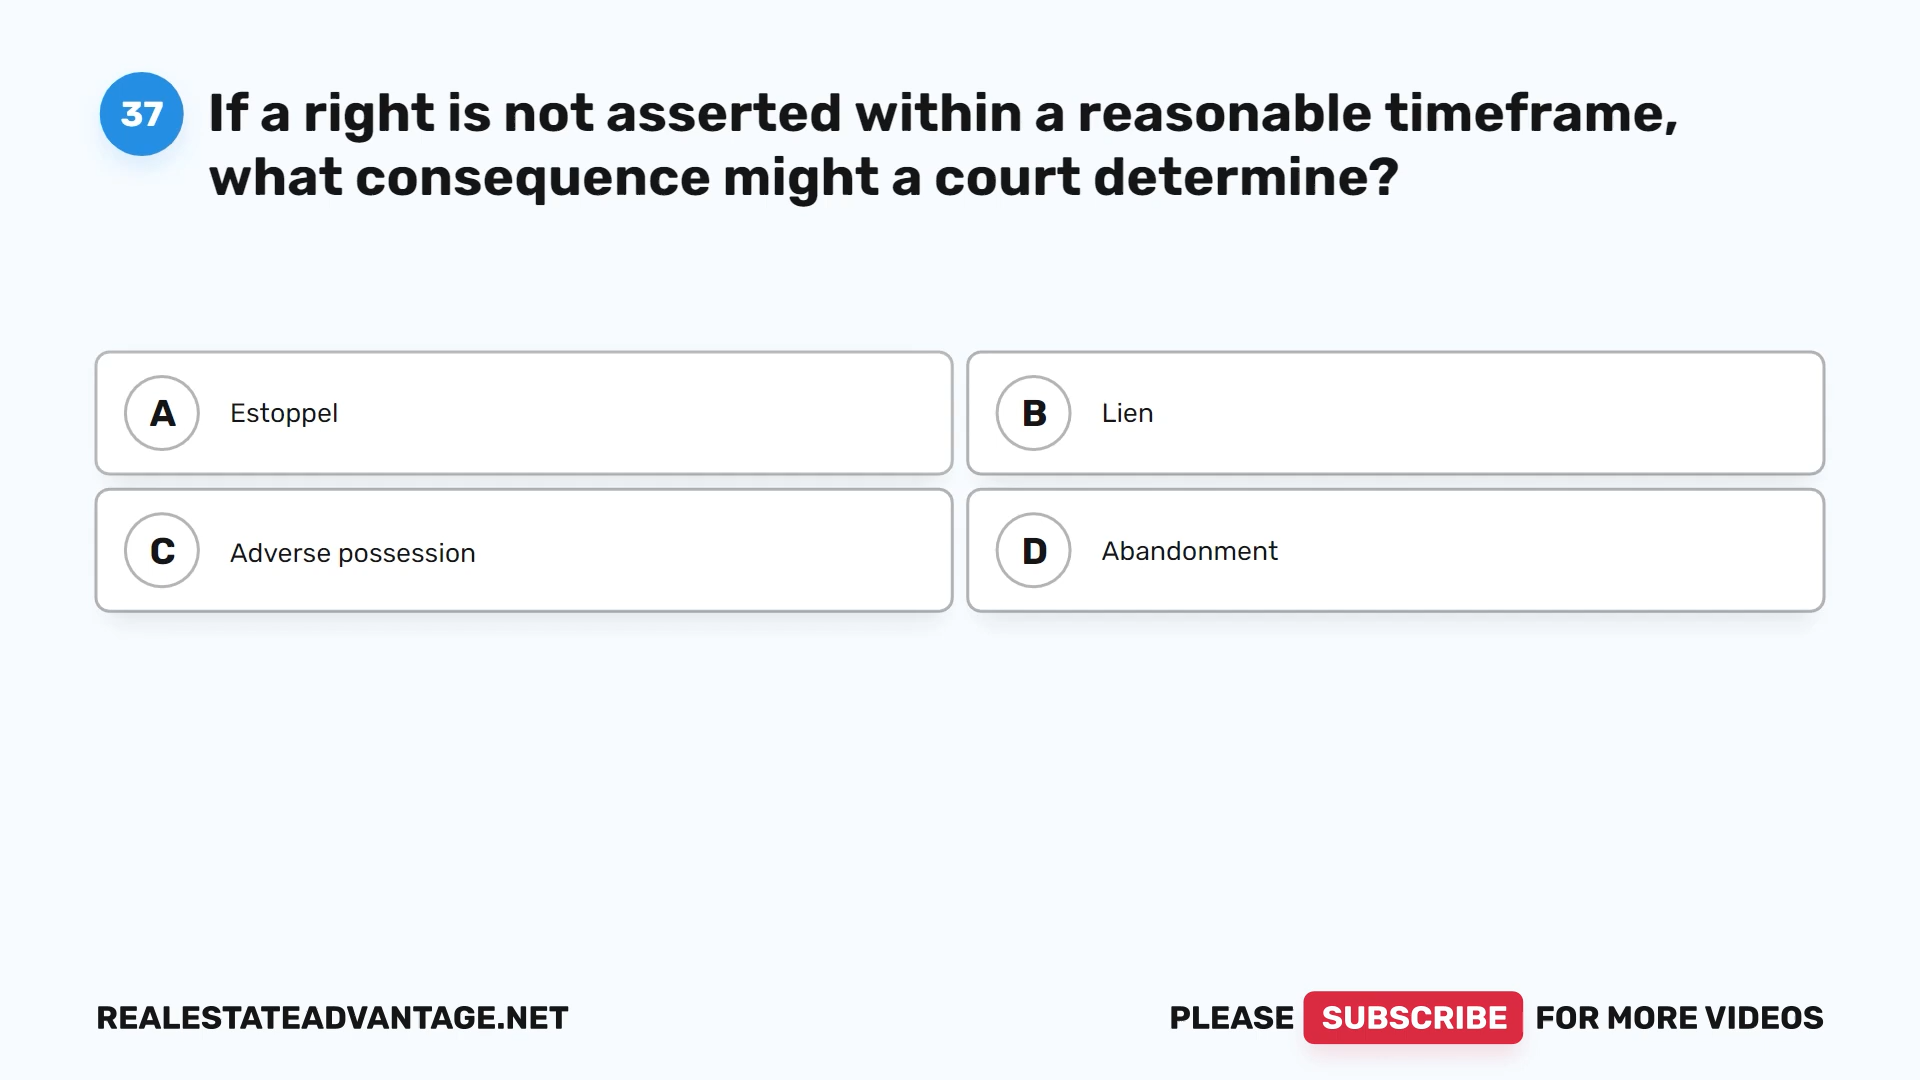 37
If a right is not asserted within a reasonable timeframe,
what consequence might a court determine?
A Estoppel
B Lien
C Adverse possession
D Abandonment
REALESTATEADVANTAGE.NET
PLEASE SUBSCRIBE FOR MORE VIDEOS